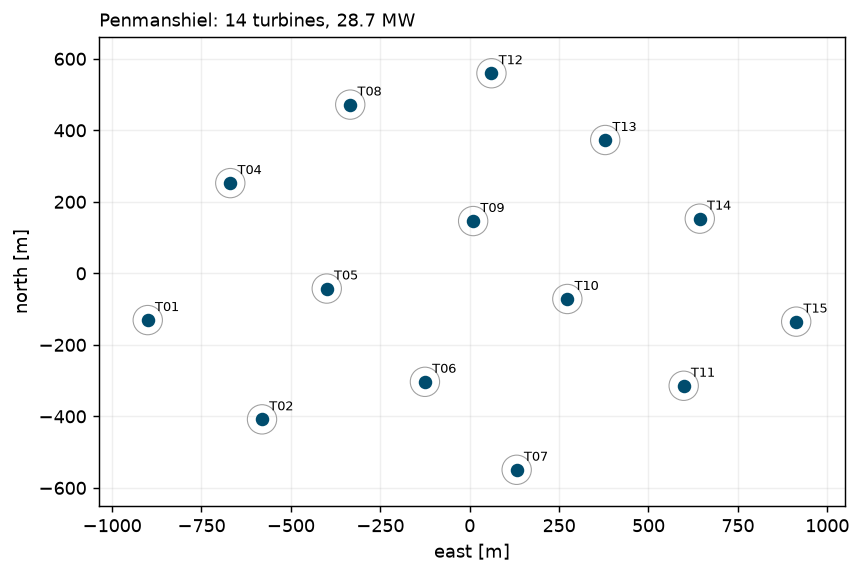 Penmanshiel: 14 turbines, 28.7 MW
T12
T08
T13
T04
T09
T14
T05
T10
T01
T15
T06
T11
T02
T07
600
400
200
0
−200
−400
−600
north [m]
−1000
−750
−500
−250
0
250
500
750
1000
east [m]